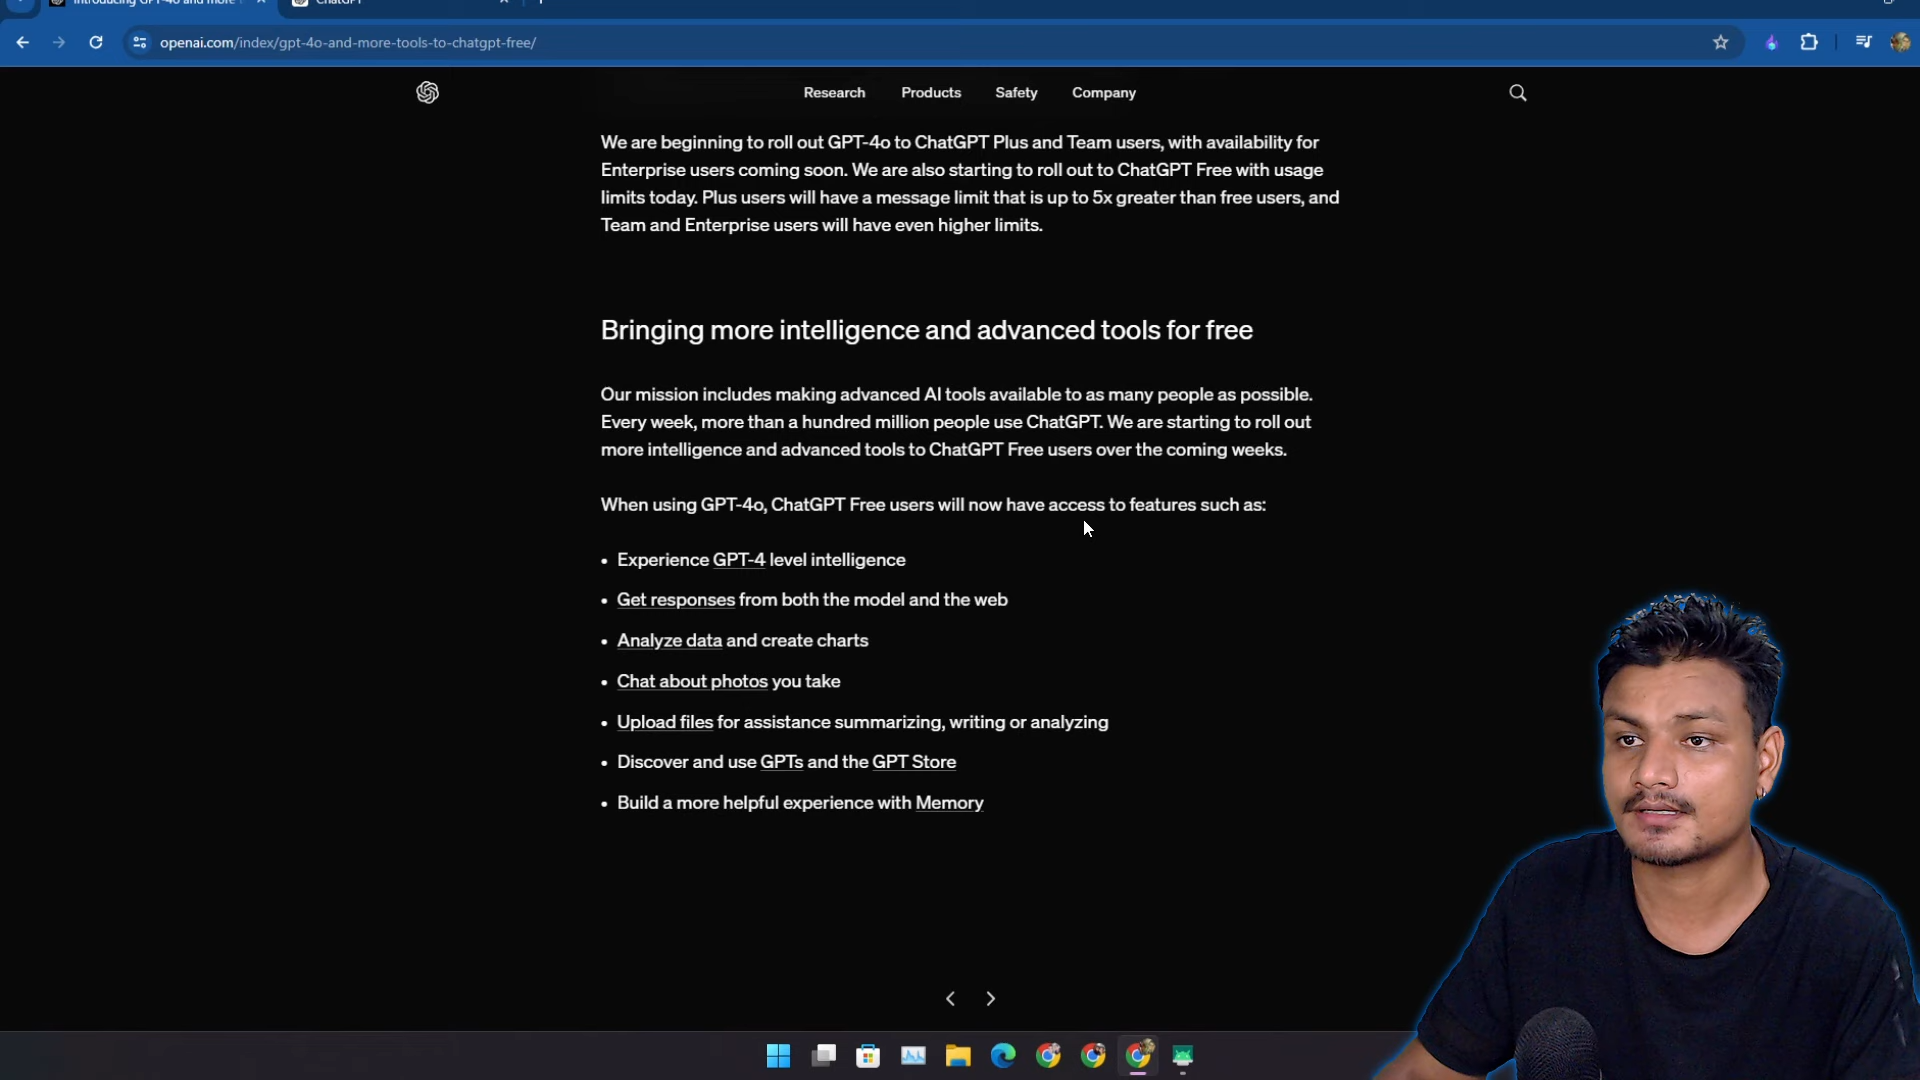 Introducing GPT-4o and more
ChatGPT
openai.com/index/gpt-4o-and-more-tools-to-chatgpt-free/
Research Products Safety Company
We are beginning to roll out GPT-4o to ChatGPT Plus and Team users, with availability for
Enterprise users coming soon. We are also starting to roll out to ChatGPT Free with usage
limits today. Plus users will have a message limit that is up to 5x greater than free users, and
Team and Enterprise users will have even higher limits.
Bringing more intelligence and advanced tools for free
Our mission includes making advanced AI tools available to as many people as possible.
Every week, more than a hundred million people use ChatGPT. We are starting to roll out
more intelligence and advanced tools to ChatGPT Free users over the coming weeks.
When using GPT-4o, ChatGPT Free users will now have access to features such as:
• Experience GPT-4 level intelligence
• Get responses from both the model and the web
• Analyze data and create charts
• Chat about photos you take
• Upload files for assistance summarizing, writing or analyzing
• Discover and use GPTs and the GPT Store
• Build a more helpful experience with Memory